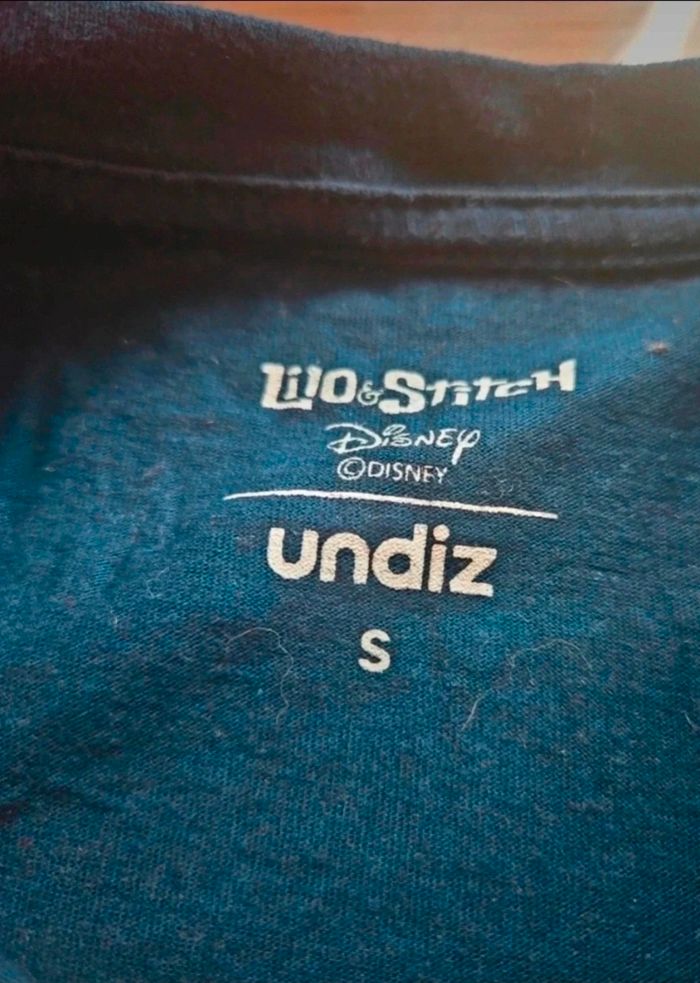 Lilo & Stitch
Disney
©DISNEY
undiz
S